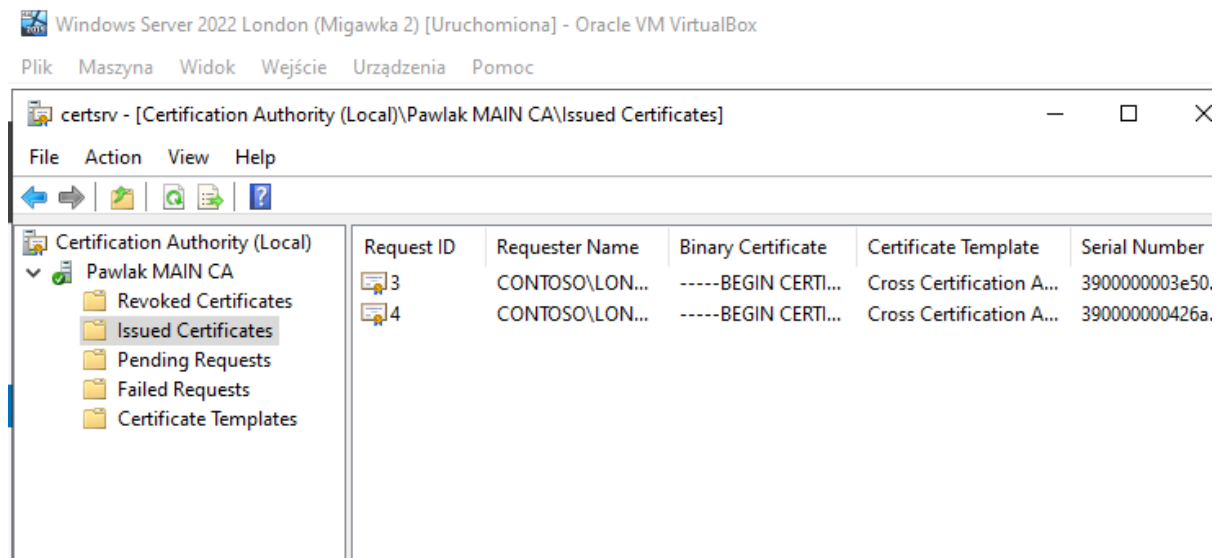 Windows Server 2022 London (Migawka 2) [Uruchomiona] - Oracle VM VirtualBox
Plik Maszyna Widok Wejście Urządzenia Pomoc
certsrv - [Certification Authority (Local)\Pawlak MAIN CA\Issued Certificates]
File Action View Help
Certification Authority (Local)
Pawlak MAIN CA
Revoked Certificates
Issued Certificates
Pending Requests
Failed Requests
Certificate Templates
Request ID Requester Name Binary Certificate Certificate Template Serial Number
3 CONTOSO\LON... -----BEGIN CERTI... Cross Certification A... 3900000003e50...
4 CONTOSO\LON... -----BEGIN CERTI... Cross Certification A... 390000000426a...